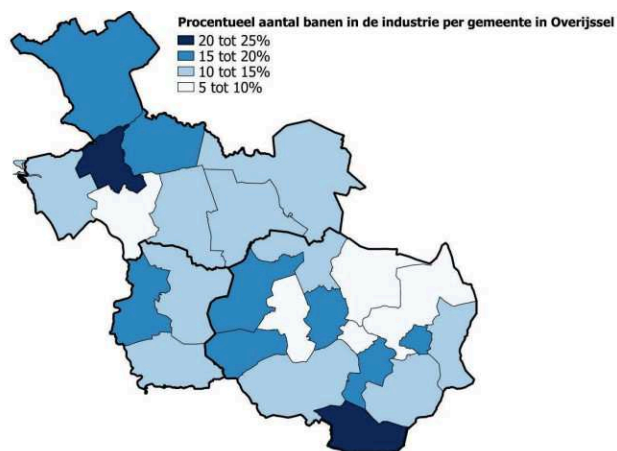 Procentueel aantal banen in de industrie per gemeente in Overijssel
20 tot 25%
15 tot 20%
10 tot 15%
5 tot 10%